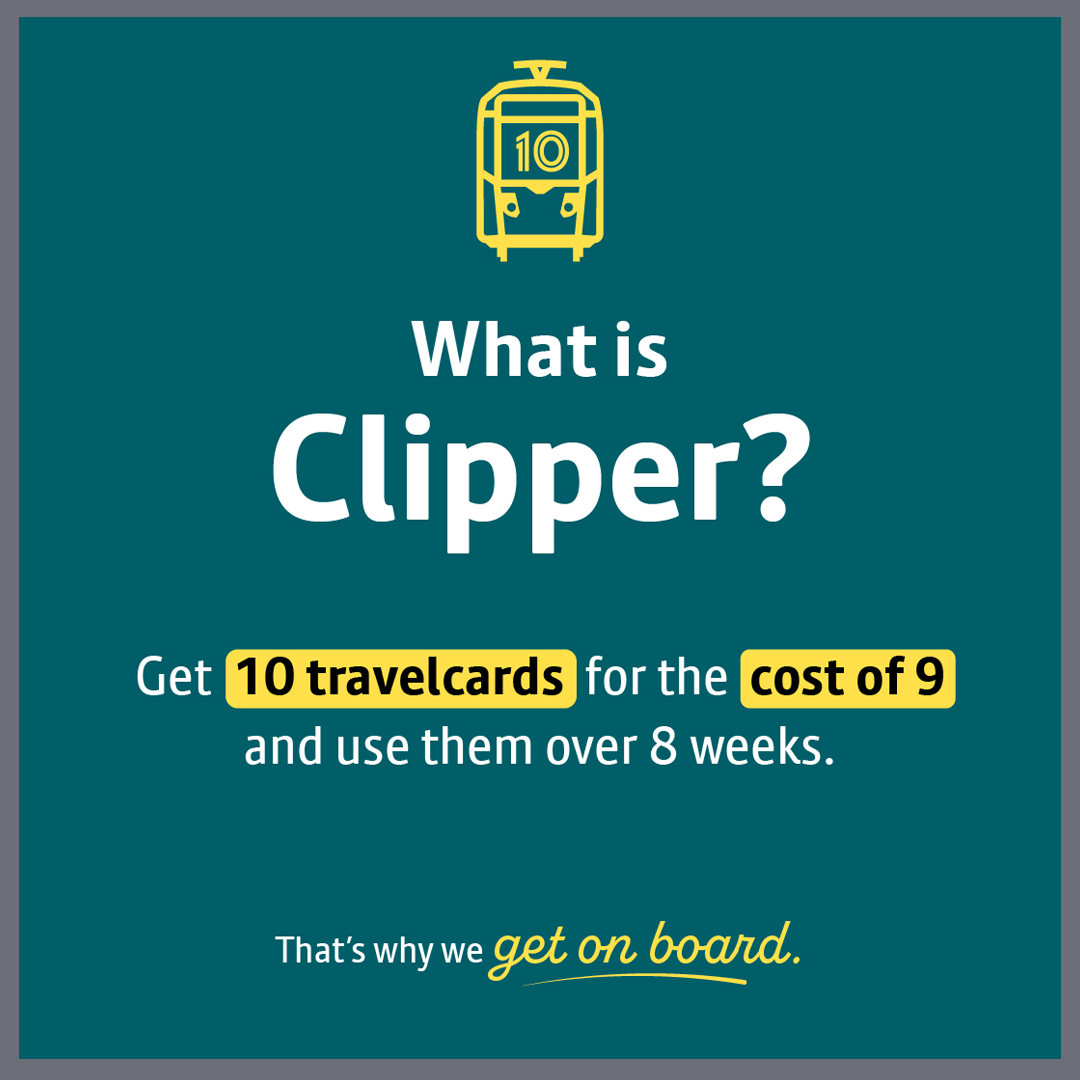 10
What is
Clipper?
Get 10 travelcards for the cost of 9
and use them over 8 weeks.
That's why we get on board.